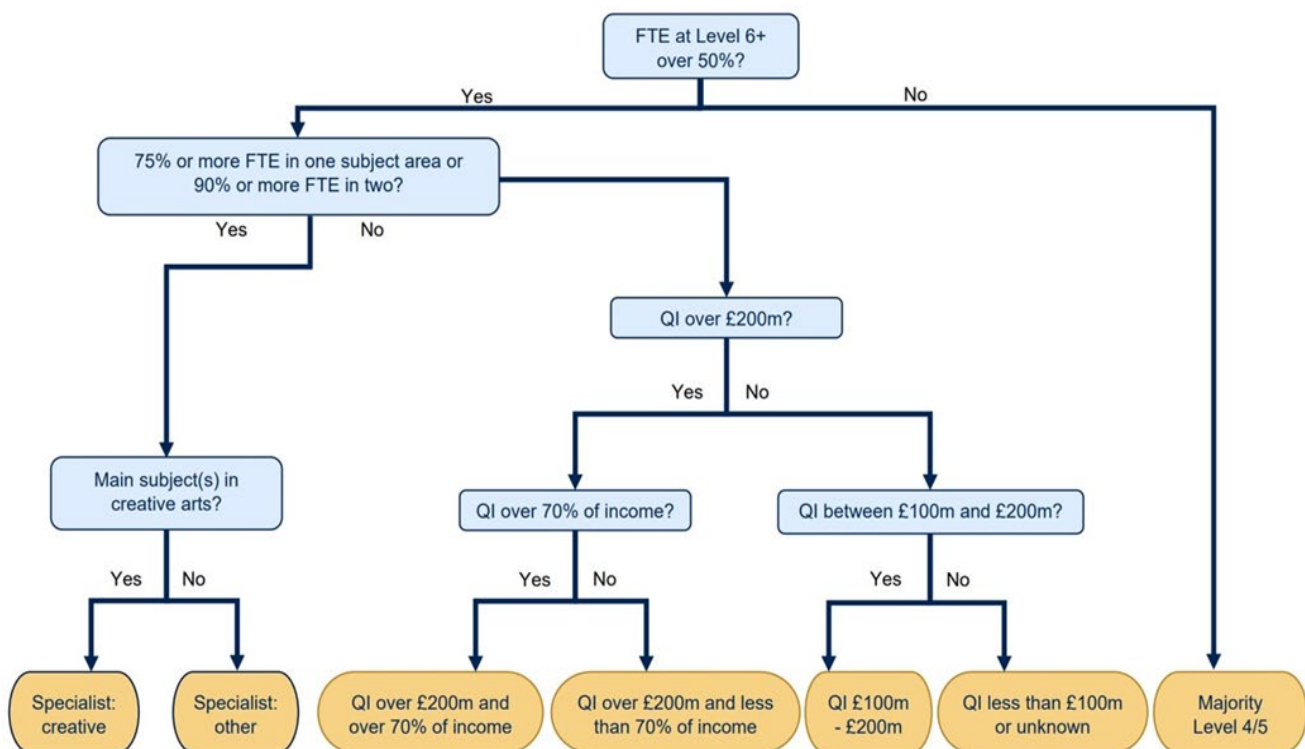 FTE at Level 6+
over 50%?
Yes
No
75% or more FTE in one subject area or
90% or more FTE in two?
Yes
No
QI over £200m?
Yes
No
Main subject(s) in
creative arts?
QI over 70% of income?
QI between £100m and £200m?
Yes
No
Yes
No
Yes
No
Specialist:
creative
Specialist:
other
QI over £200m and
over 70% of income
QI over £200m and less
than 70% of income
QI £100m
- £200m
QI less than £100m
or unknown
Majority
Level 4/5